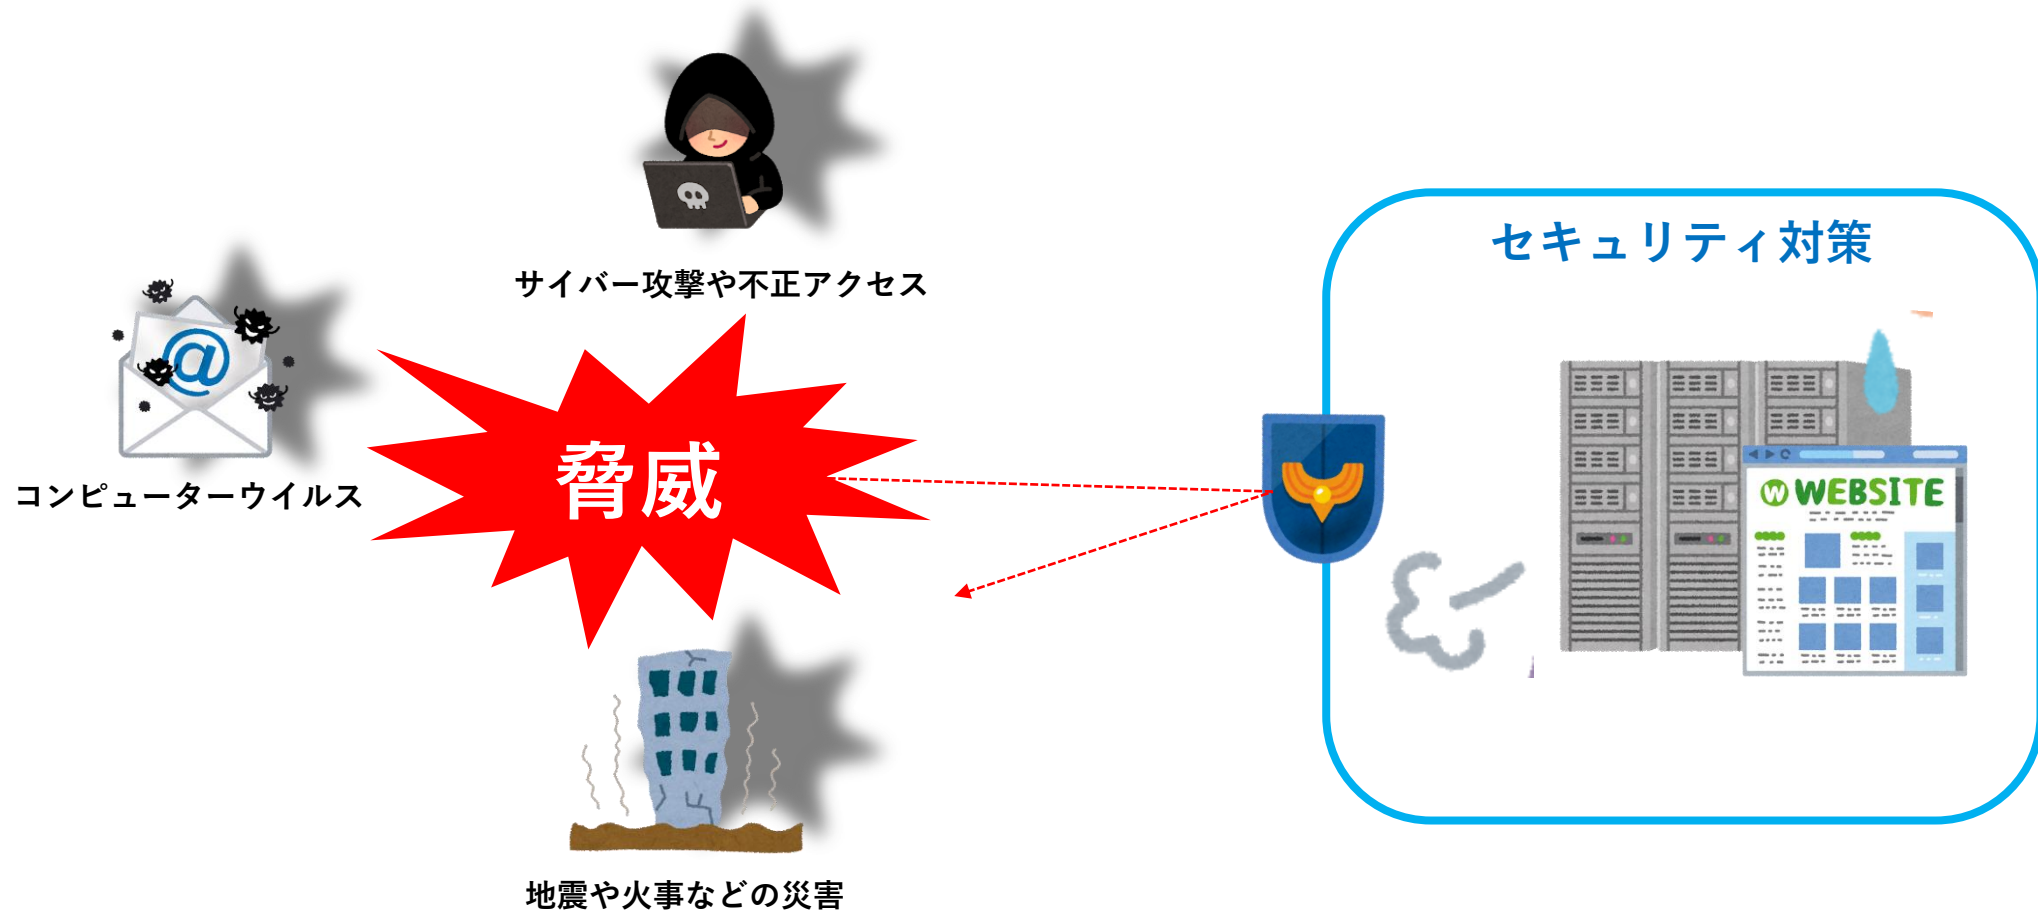 サイバー攻撃や不正アクセス
セキュリティ対策
コンピューターウイルス
脅威
WEBSITE
地震や火事などの災害